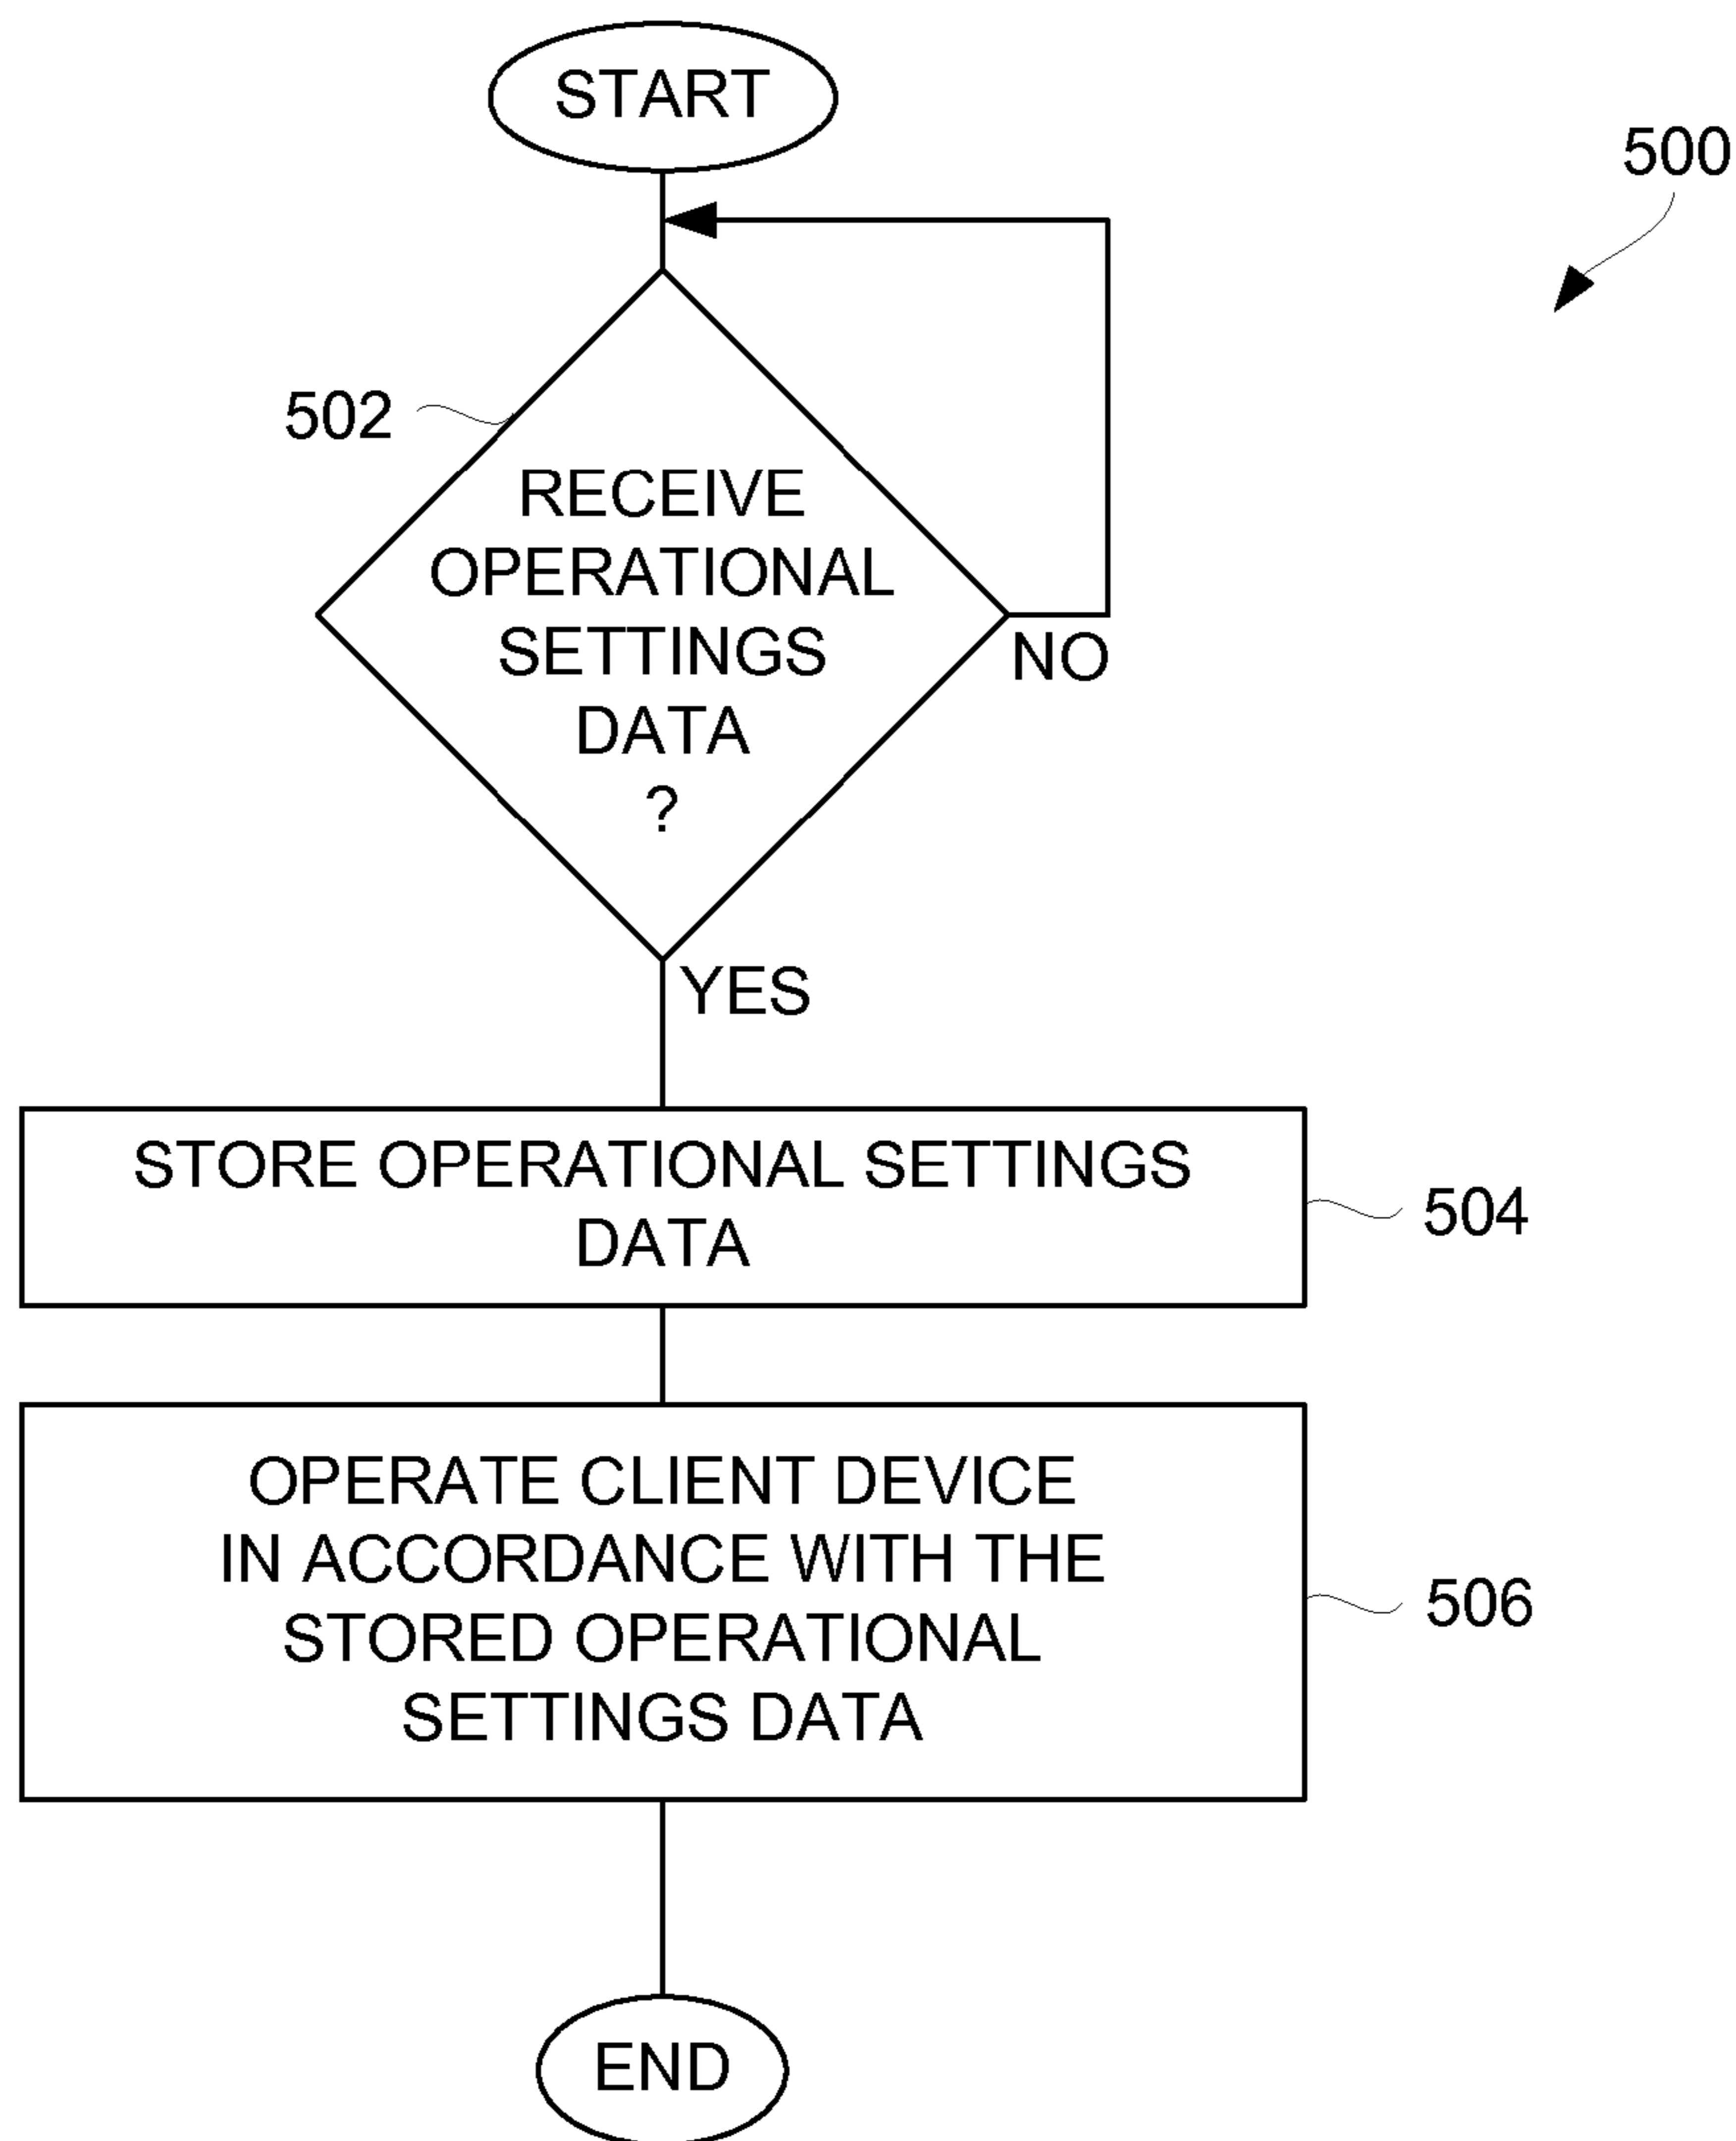 START
500
502
RECEIVE
OPERATIONAL
SETTINGS
DATA
?
NO
YES
STORE OPERATIONAL SETTINGS
DATA
504
OPERATE CLIENT DEVICE
IN ACCORDANCE WITH THE
STORED OPERATIONAL
SETTINGS DATA
506
END